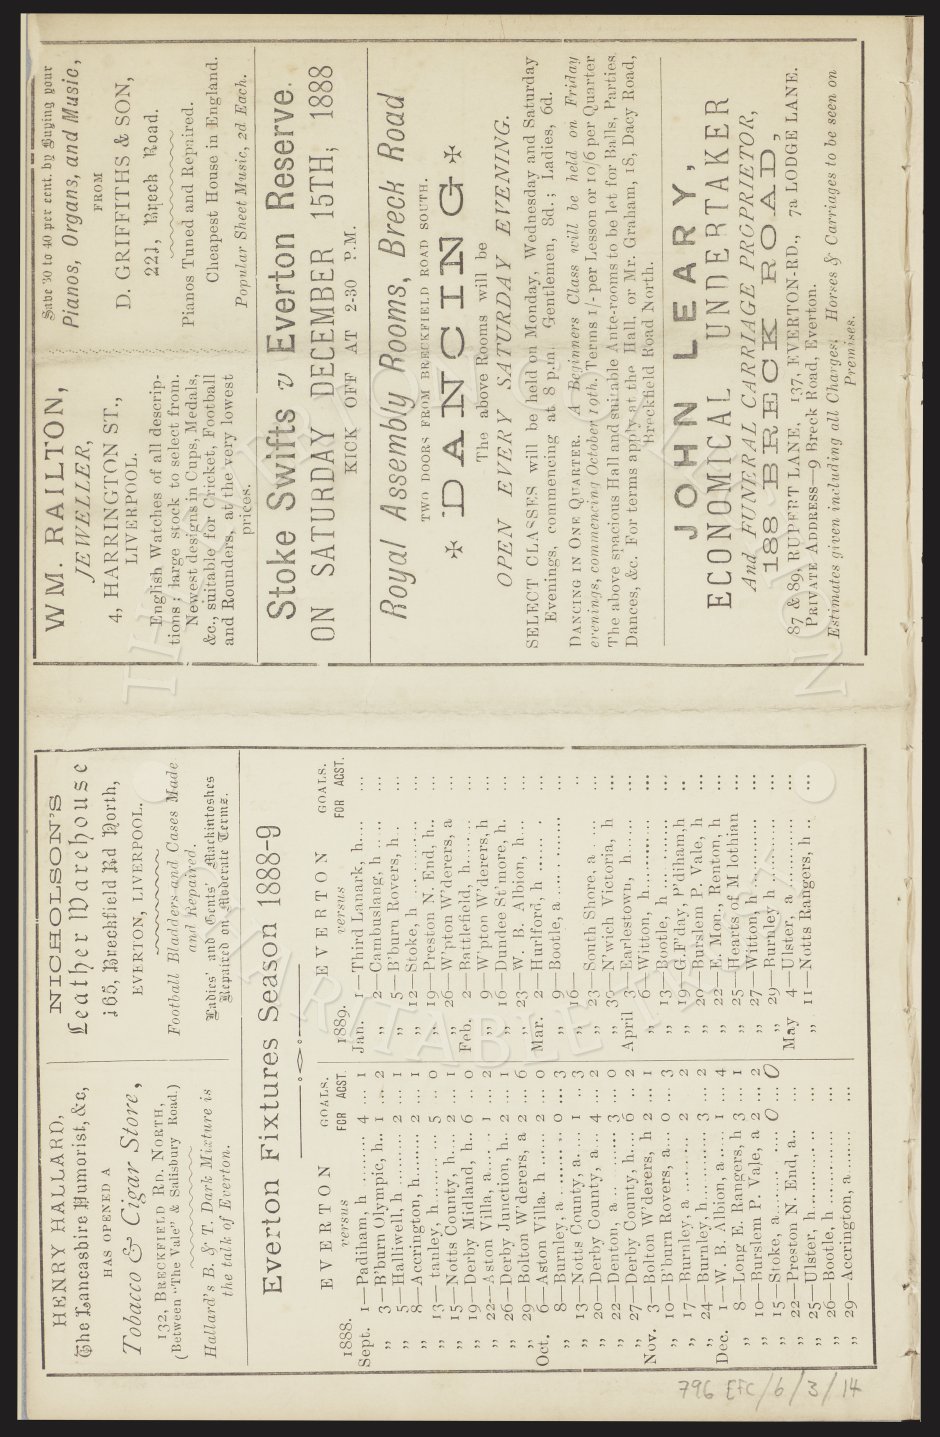 HENRY HALLARD,
The Lancashire Humorist, &c,
HAS OPENED A
Tobacco & Cigar Store,
132, BRECKFIELD RD. NORTH,
(Between "The Vale" & Salisbury Road.)
Hallard's B. & T. Dark Mixture is
the talk of Everton.
NICHOLSON'S
Leather Warehouse
165, Breckfield Rd North,
EVERTON, LIVERPOOL.
Football Bladders and Cases Made
and Repaired.
Ladies' and Gents' Mackintoshes
Repaired on Moderate Terms.
Everton Fixtures Season 1888-9
EVERTON GOALS.
versus FOR AGST.
1888.
Sept. 1—Padiham, h ......... 4 ... 1
,, 3—B'burn Olympic, h.. 1 ... 2
,, 5 Halliwell, h ......... 2 ... 1
,, 8—Accrington, h......... 2 ... 1
,, 13— tanley, h ......... 5 .. 0
,, 15—Notts County, h.... 2 ... 1
,, 19—Derby Midland, h.. 6 .. 0
,, 22—Aston Villa, a..... 1 ... 2
,, 26—Derby Junction, h.. 2 ... 1
,, 29 Bolton W'derers, a 2 ... 6
Oct. 6—Aston Villa. h ...... 2 ... 0
,, 8—Burnley, a ......... 0 ... 3
,, 13 Notts County, a.... 1 .. 3
,, 20—Derby County, a... 4 ... 2
,, 22 Denton, a... ...... 3 ... 0
,, 27—Derby County, h.... 6 .. 2
Nov. 3—Bolton W'derers, h 2 ... 1
,, 10—B'burn Rovers, a... 0 ... 3
,, 17—Burnley, a ......... 2 2
,, 24—Burnley, h......... 3 ... 2
Dec. 1—W. B. Albion, a ..... 1 ... 4
,, 8—Long E. Rangers, h 3 ... 1
,, 10—Burslem P. Vale, a 2 ... 2
,, 15—Stoke, a...... ...... 0 ... 0
,, 22—Preston N. End, a.. ...
,, 25—Ulster, h......... ...
,, 26—Bootle, h ......... ...
,, 29—Accrington, a ...... ...
EVERTON GOALS.
versus FOR AGST.
1889.
Jan. 1—Third Lanark, h.... ...
,, 2—Cambuslang, h ... ...
,, 5—B'burn Rovers, h .. ...
,, 12—Stoke, h ......... ...
,, 19—Preston N. End, h.. ...
,, 26—W'pton W'derers, a ...
Feb. 2—Battlefield, h....... ...
,, 9—W'pton W'derers, h ...
,, 16—Dundee St'more, h. ...
,, 23 W. B. Albion, h ... ...
Mar. 2—Hurlford, h ....... ...
,, 9—Bootle, a ......... ...
,, 16— ..
,, 23—South Shore, a .... ...
,, 30—N'wich Victoria, h ...
April 3—Earlestown, h...... ...
,, 6—Witton, h......... ...
,, 13—Bootle, h ......... ...
,, 19—G.F'day, P'diham,h ..
,, 20—Burslem P. Vale, h ...
,, 22—E. Mon., Renton, h ...
,, 25—Hearts of M lothian ...
,, 27 —Witton, h ......... ...
,, 29— Burnley h ......... ...
May 4—Ulster, a ......... ...
,, 11—Notts Rangers, h ... ...
WM. RAILTON,
JEWELLER,
4, HARRINGTON ST.,
LIVERPOOL.
English Watches of all descrip-
tions; large stock to select from.
Newest designs in Cups, Medals,
&c., suitable for Cricket, Football
and Rounders, at the very lowest
prices.
Save 30 to 40 per cent. by Buying your
Pianos, Organs, and Music,
FROM
D. GRIFFITHS & SON,
221, Breck Road.
Pianos Tuned and Repaired.
Cheapest House in England.
Popular Sheet Music, 2d Each.
Stoke Swifts v Everton Reserve.
ON SATURDAY DECEMBER 15TH, 1888
KICK OFF AT 2-30 P.M.
Royal Assembly Rooms, Breck Road
TWO DOORS FROM BRECKFIELD ROAD SOUTH.
DANCING
The above Rooms will be
OPEN EVERY SATURDAY EVENING.
SELECT CLASSES will be held on Monday, Wednesday and Saturday
Evenings, commencing at 8 p.m. Gentlemen, 8d.; Ladies, 6d.
DANCING IN ONE QUARTER. A Beginners Class will be held on Friday
evenings, commencing October 19th. Terms 1/- per Lesson or 10/6 per Quarter
The above spacious Hall and suitable Ante-rooms to be let for Balls, Parties
Dances, &c. For terms apply at the Hall, or Mr. Graham, 18, Dacy Road,
Breckfield Road North.
JOHN LEARY,
ECONOMICAL UNDERTAKER
And FUNERAL CARRIAGE PROPRIETOR,
188 BRECK ROAD,
87 & 89, RUPERT LANE, 137, EVERTON-RD., 7a LODGE LANE.
PRIVATE ADDRESS—9 Breck Road, Everton.
Estimates given including all Charges. Horses & Carriages to be seen on
Premises.
796 EFC/6/3/14